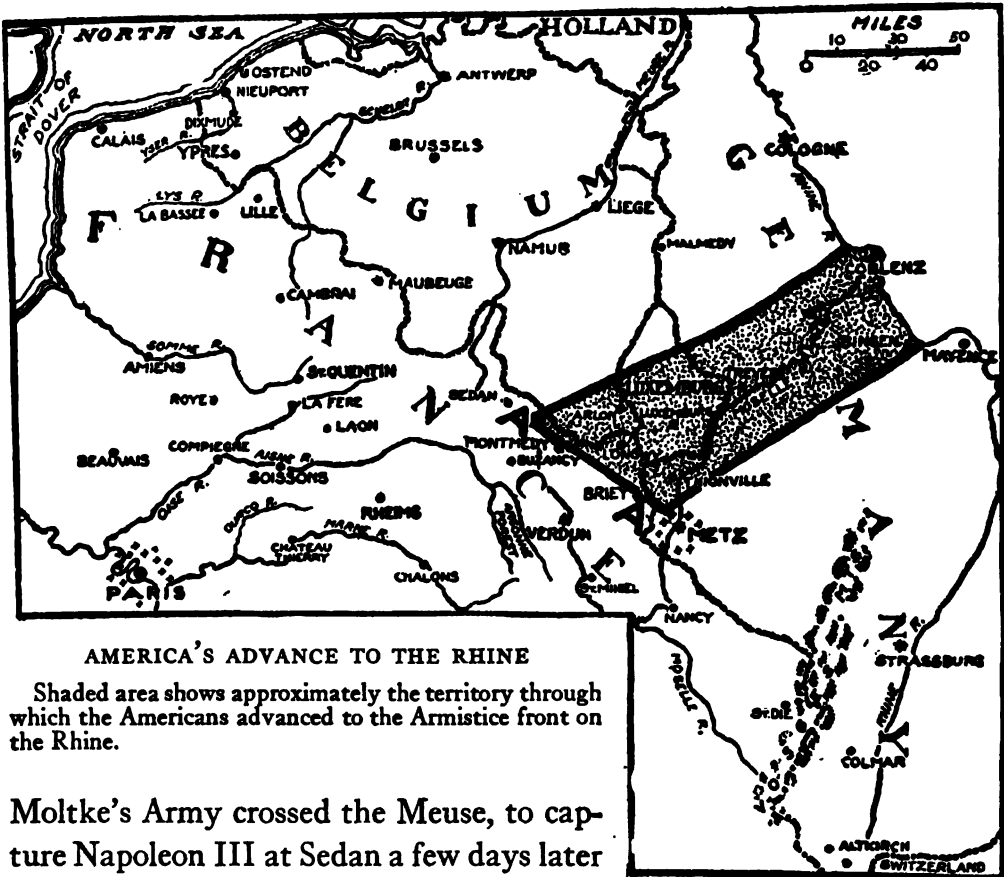 NORTH SEA
HOLLAND
MILES
10 30 50
0 20 40
STRAIT OF
DOVER
OSTEND
NIEUPORT
ANTWERP
DIXMUDE
CALAIS
YSER R.
YPRES
BRUSSELS
COLOGNE
RHINE
R.
BELGIUM
LYS R.
LA BASSEE
LILLE
LIEGE
NAMUR
MALMEDY
FRANCE
GERMANY
COBLENZ
MAUBEUGE
CAMBRAI
SOMME R.
AMIENS
ST. QUENTIN
MAYENCE
ROYE
LA FERE
SEDAN
LUXEMBURG
ARLON
LAON
COMPIEGNE
MONTMEDY
BEAUVAIS
AISNE R.
SOISSONS
BUZANCY
BRIEY
OISE R.
OURCQ R.
RHEIMS
MARNE R.
VERDUN
METZ
CHATEAU
THIERRY
CHALONS
PARIS
ST. MIHIEL
NANCY
STRASSBURG
MOSELLE R.
ST. DIE
RHINE R.
COLMAR
ALTKIRCH
SWITZERLAND
AMERICA'S ADVANCE TO THE RHINE
Shaded area shows approximately the territory through
which the Americans advanced to the Armistice front on
the Rhine.
Moltke's Army crossed the Meuse, to cap-
ture Napoleon III at Sedan a few days later